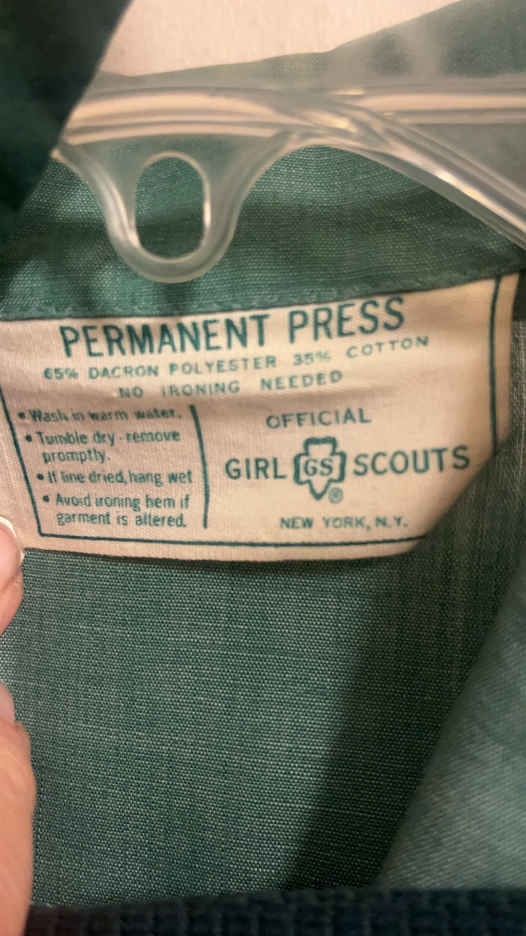 PERMANENT PRESS
65% DACRON POLYESTER 35% COTTON
NO IRONING NEEDED
• Wash in warm water.
• Tumble dry - remove
promptly.
• If line dried, hang wet
• Avoid ironing hem if
garment is altered.
OFFICIAL
GIRL GS SCOUTS
®
NEW YORK, N.Y.